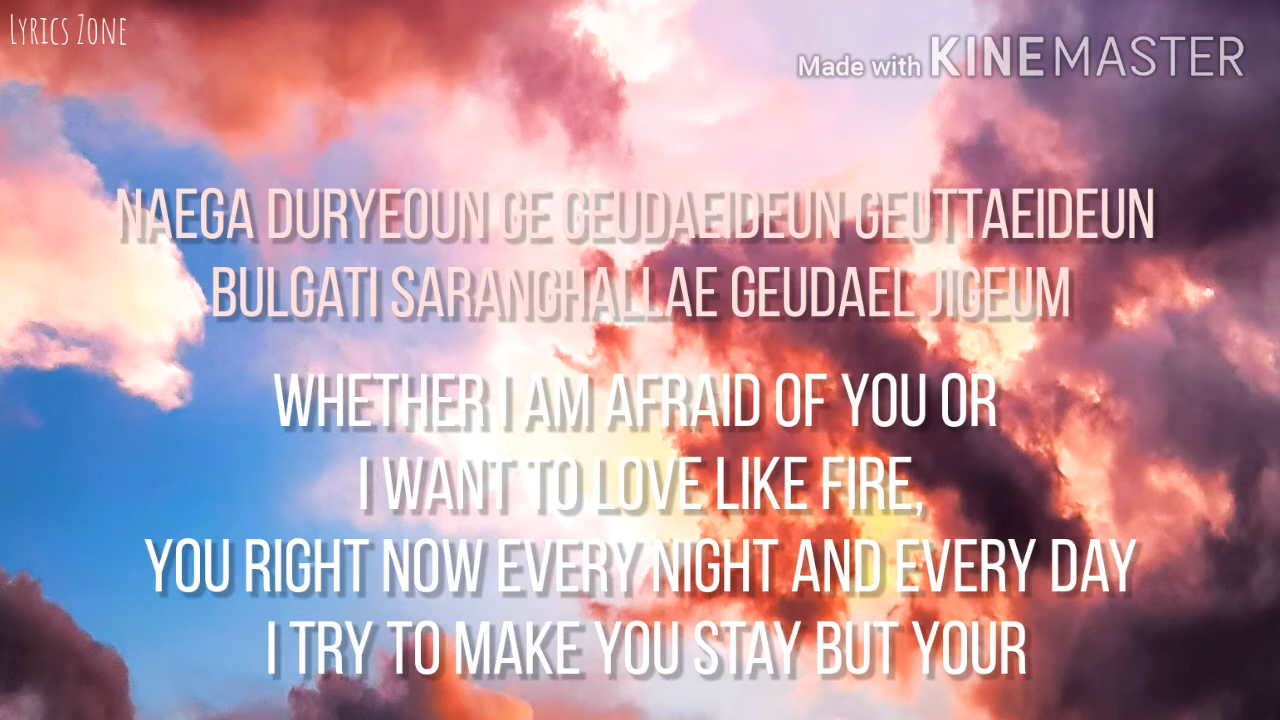 LYRICS ZONE
Made with KINEMASTER
NAEGA DURYEOUN GE GEUDAEIDEUN GEUTTAEIDEUN
BULGATI SARANGHALLAE GEUDAEL JIGEUM
WHETHER I AM AFRAID OF YOU OR
I WANT TO LOVE LIKE FIRE,
YOU RIGHT NOW EVERY NIGHT AND EVERY DAY
I TRY TO MAKE YOU STAY BUT YOUR